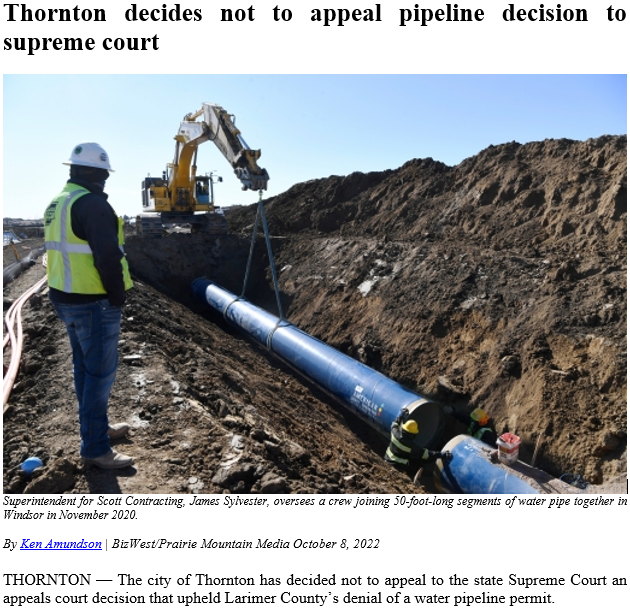 Thornton decides not to appeal pipeline decision to
supreme court
AMERICAN
Superintendent for Scott Contracting, James Sylvester, oversees a crew joining 50-foot-long segments of water pipe together in
Windsor in November 2020.
By Ken Amundson | BizWest/Prairie Mountain Media October 8, 2022
THORNTON — The city of Thornton has decided not to appeal to the state Supreme Court an
appeals court decision that upheld Larimer County’s denial of a water pipeline permit.